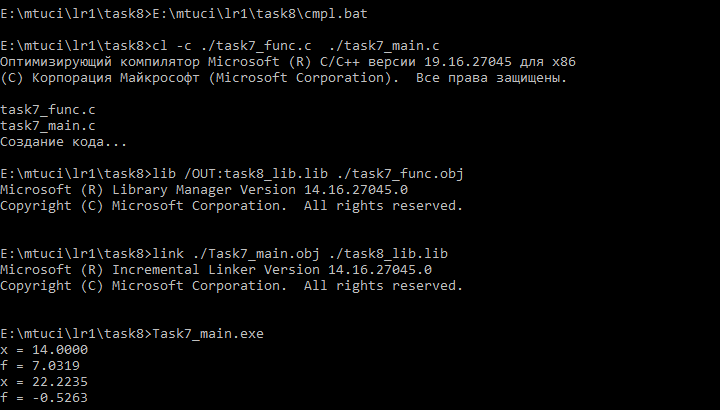 E:\mtuci\lr1\task8>E:\mtuci\lr1\task8\cmpl.bat
E:\mtuci\lr1\task8>cl -c ./task7_func.c  ./task7_main.c
Оптимизирующий компилятор Microsoft (R) C/C++ версии 19.16.27045 для x86
(C) Корпорация Майкрософт (Microsoft Corporation).  Все права защищены.
task7_func.c
task7_main.c
Создание кода...
E:\mtuci\lr1\task8>lib /OUT:task8_lib.lib ./task7_func.obj
Microsoft (R) Library Manager Version 14.16.27045.0
Copyright (C) Microsoft Corporation.  All rights reserved.
E:\mtuci\lr1\task8>link ./Task7_main.obj ./task8_lib.lib
Microsoft (R) Incremental Linker Version 14.16.27045.0
Copyright (C) Microsoft Corporation.  All rights reserved.
E:\mtuci\lr1\task8>Task7_main.exe
x = 14.0000
f = 7.0319
x = 22.2235
f = -0.5263